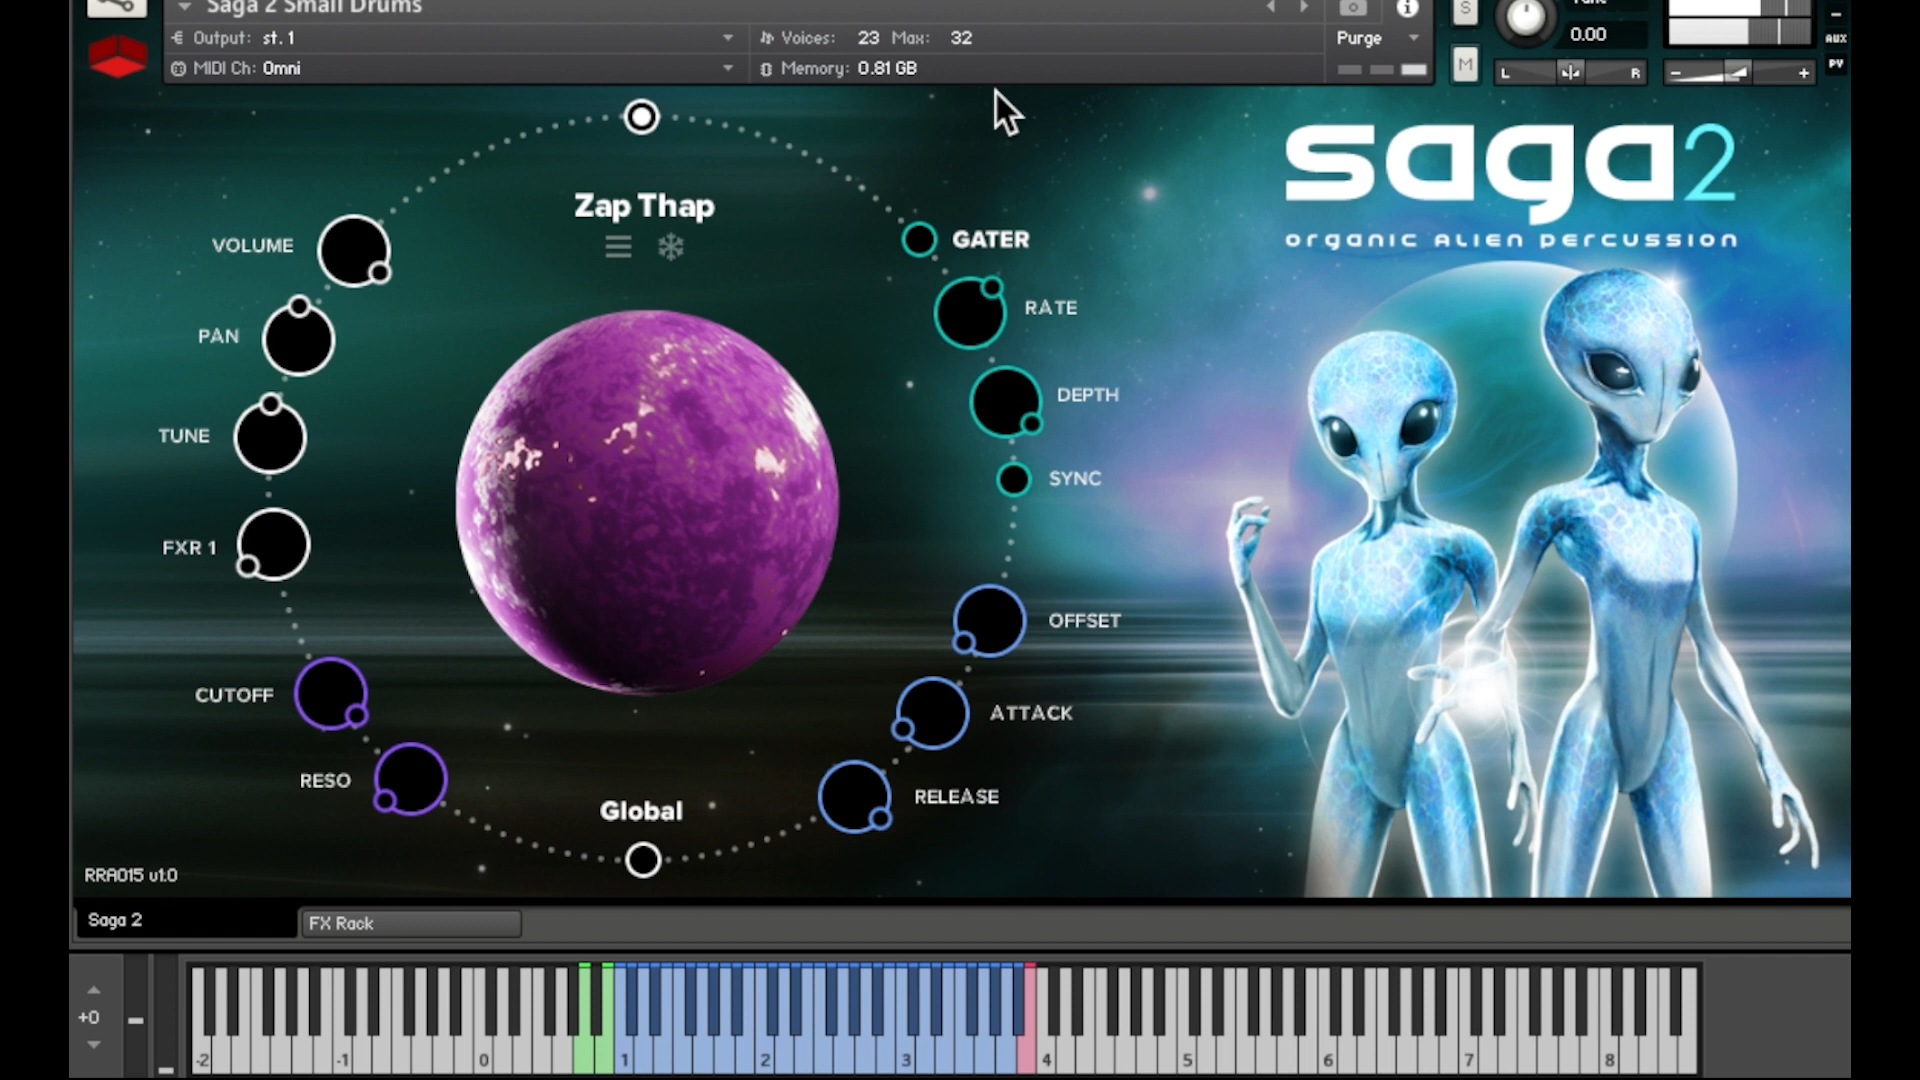 Saga 2 Small Drums
Output: st. 1
Voices: 23 Max: 32
Purge
MIDI Ch: Omni
Memory: 0.81 GB
S
M
Tune
0.00
L R
- +
AUX
PV
saga2
organic alien percussion
Zap Thap
VOLUME
PAN
TUNE
FXR 1
CUTOFF
RESO
GATER
RATE
DEPTH
SYNC
OFFSET
ATTACK
RELEASE
Global
RRA015 v1.0
Saga 2
FX Rack
+0
-2 -1 0 1 2 3 4 5 6 7 8